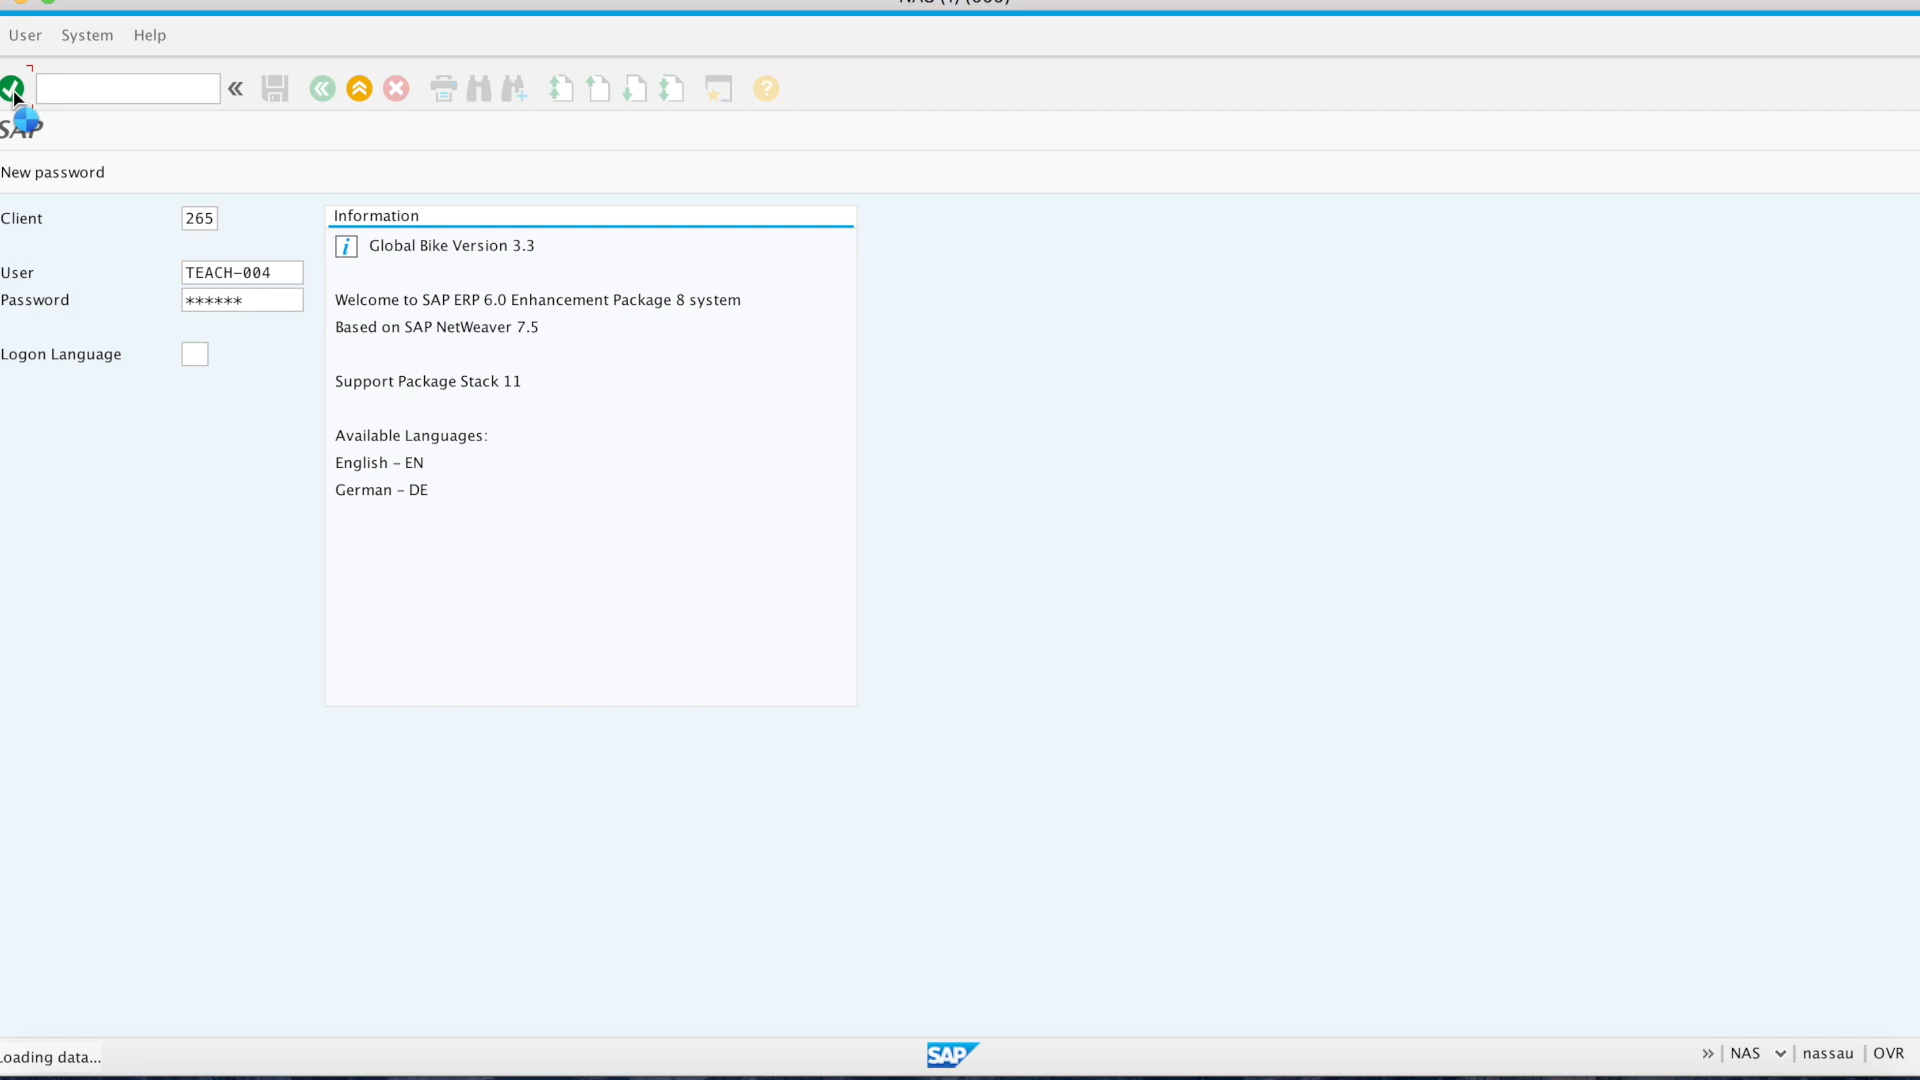 User System Help
SAP
New password
Client 265
User TEACH-004
Password ******
Logon Language
Information
i Global Bike Version 3.3
Welcome to SAP ERP 6.0 Enhancement Package 8 system
Based on SAP NetWeaver 7.5
Support Package Stack 11
Available Languages:
English - EN
German - DE
Loading data...
SAP
NAS
nassau
OVR